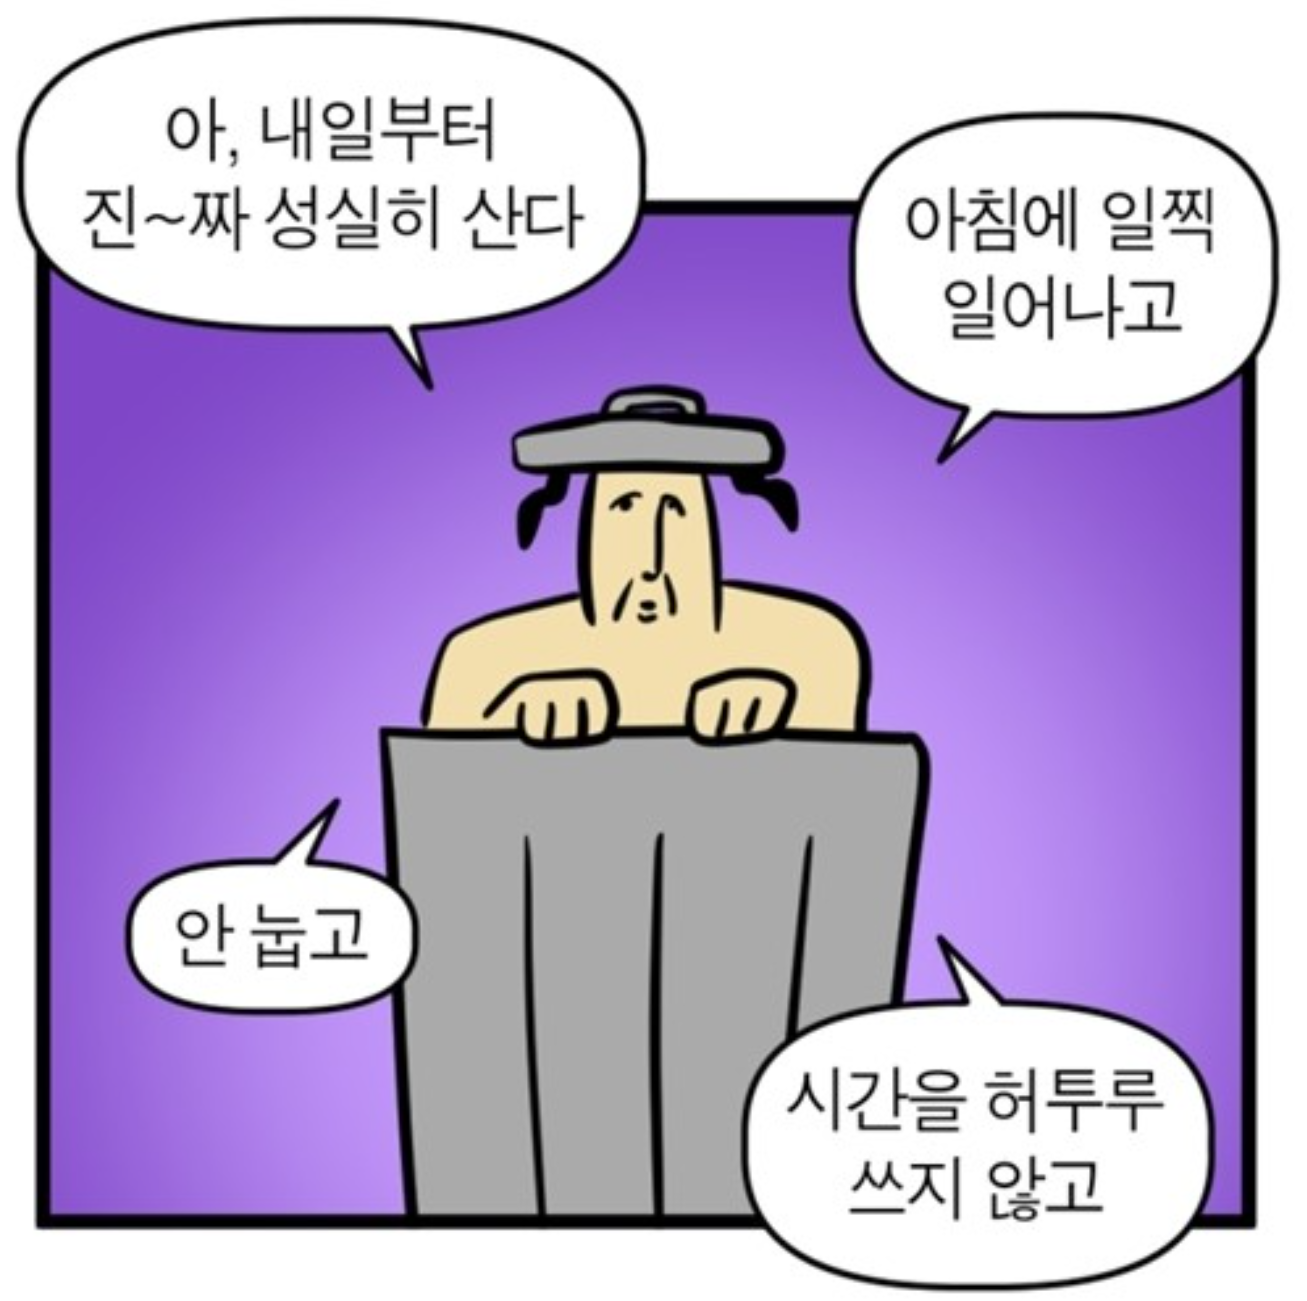 아, 내일부터
진~짜 성실히 산다
아침에 일찍
일어나고
안 눕고
시간을 허투루
쓰지 않고